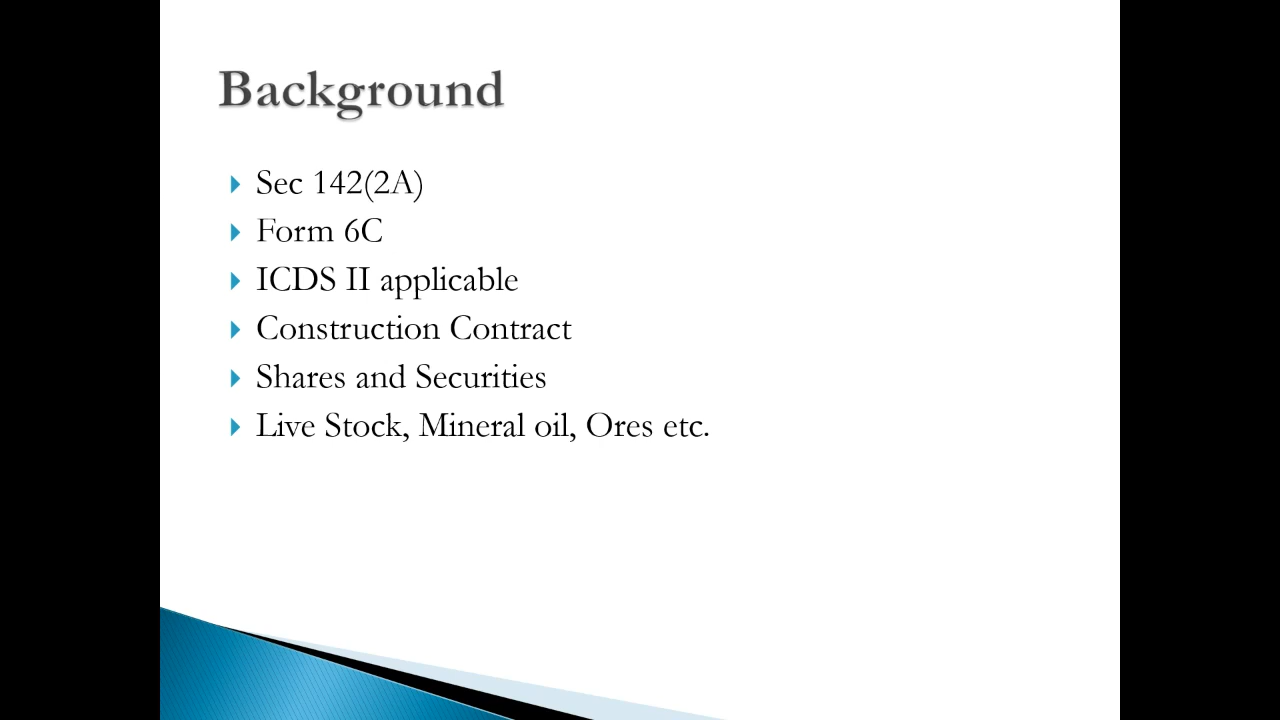 Background
Sec 142(2A)
Form 6C
ICDS II applicable
Construction Contract
Shares and Securities
Live Stock, Mineral oil, Ores etc.